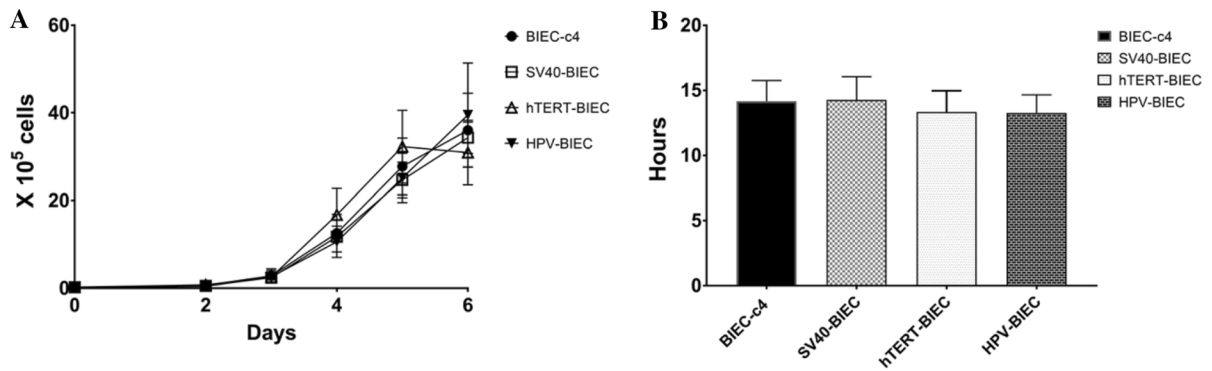 A
X 10⁵ cells
60
40
20
0
0
2
4
6
Days
BIEC-c4
SV40-BIEC
hTERT-BIEC
HPV-BIEC
B
Hours
20
15
10
5
0
BIEC-c4
SV40-BIEC
hTERT-BIEC
HPV-BIEC
BIEC-c4
SV40-BIEC
hTERT-BIEC
HPV-BIEC